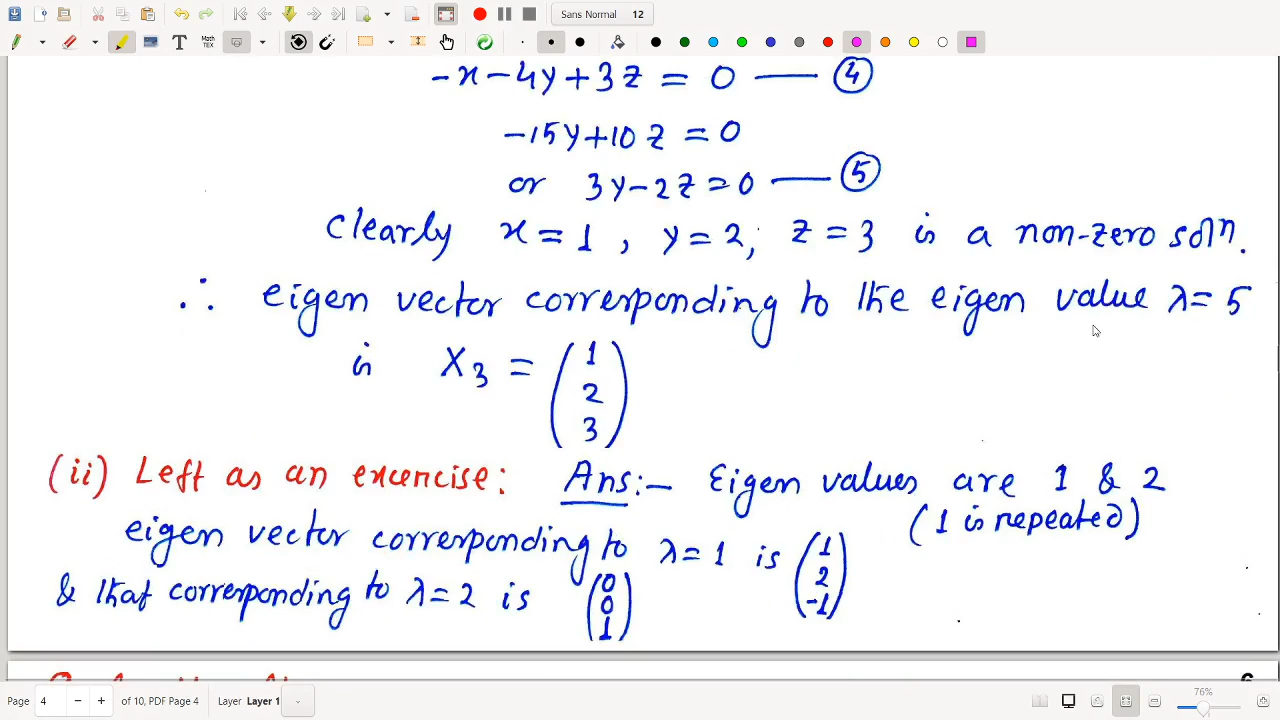 Sans Normal 12
Math TEX
-x-4y+3z = 0 —— ④
-15y+10z = 0
or 3y-2z=0 —— ⑤
Clearly x=1, y=2, z=3 is a non-zero soln.
∴ eigen vector corresponding to the eigen value λ=5
is X₃ = (1 2 3)
(ii) Left as an excercise: Ans:- Eigen values are 1 & 2
(1 is repeated)
eigen vector corresponding to λ=1 is (1 2 -1)
& that corresponding to λ=2 is (0 0 1)
6
Page 4 - + of 10, PDF Page 4 Layer Layer 1 76%